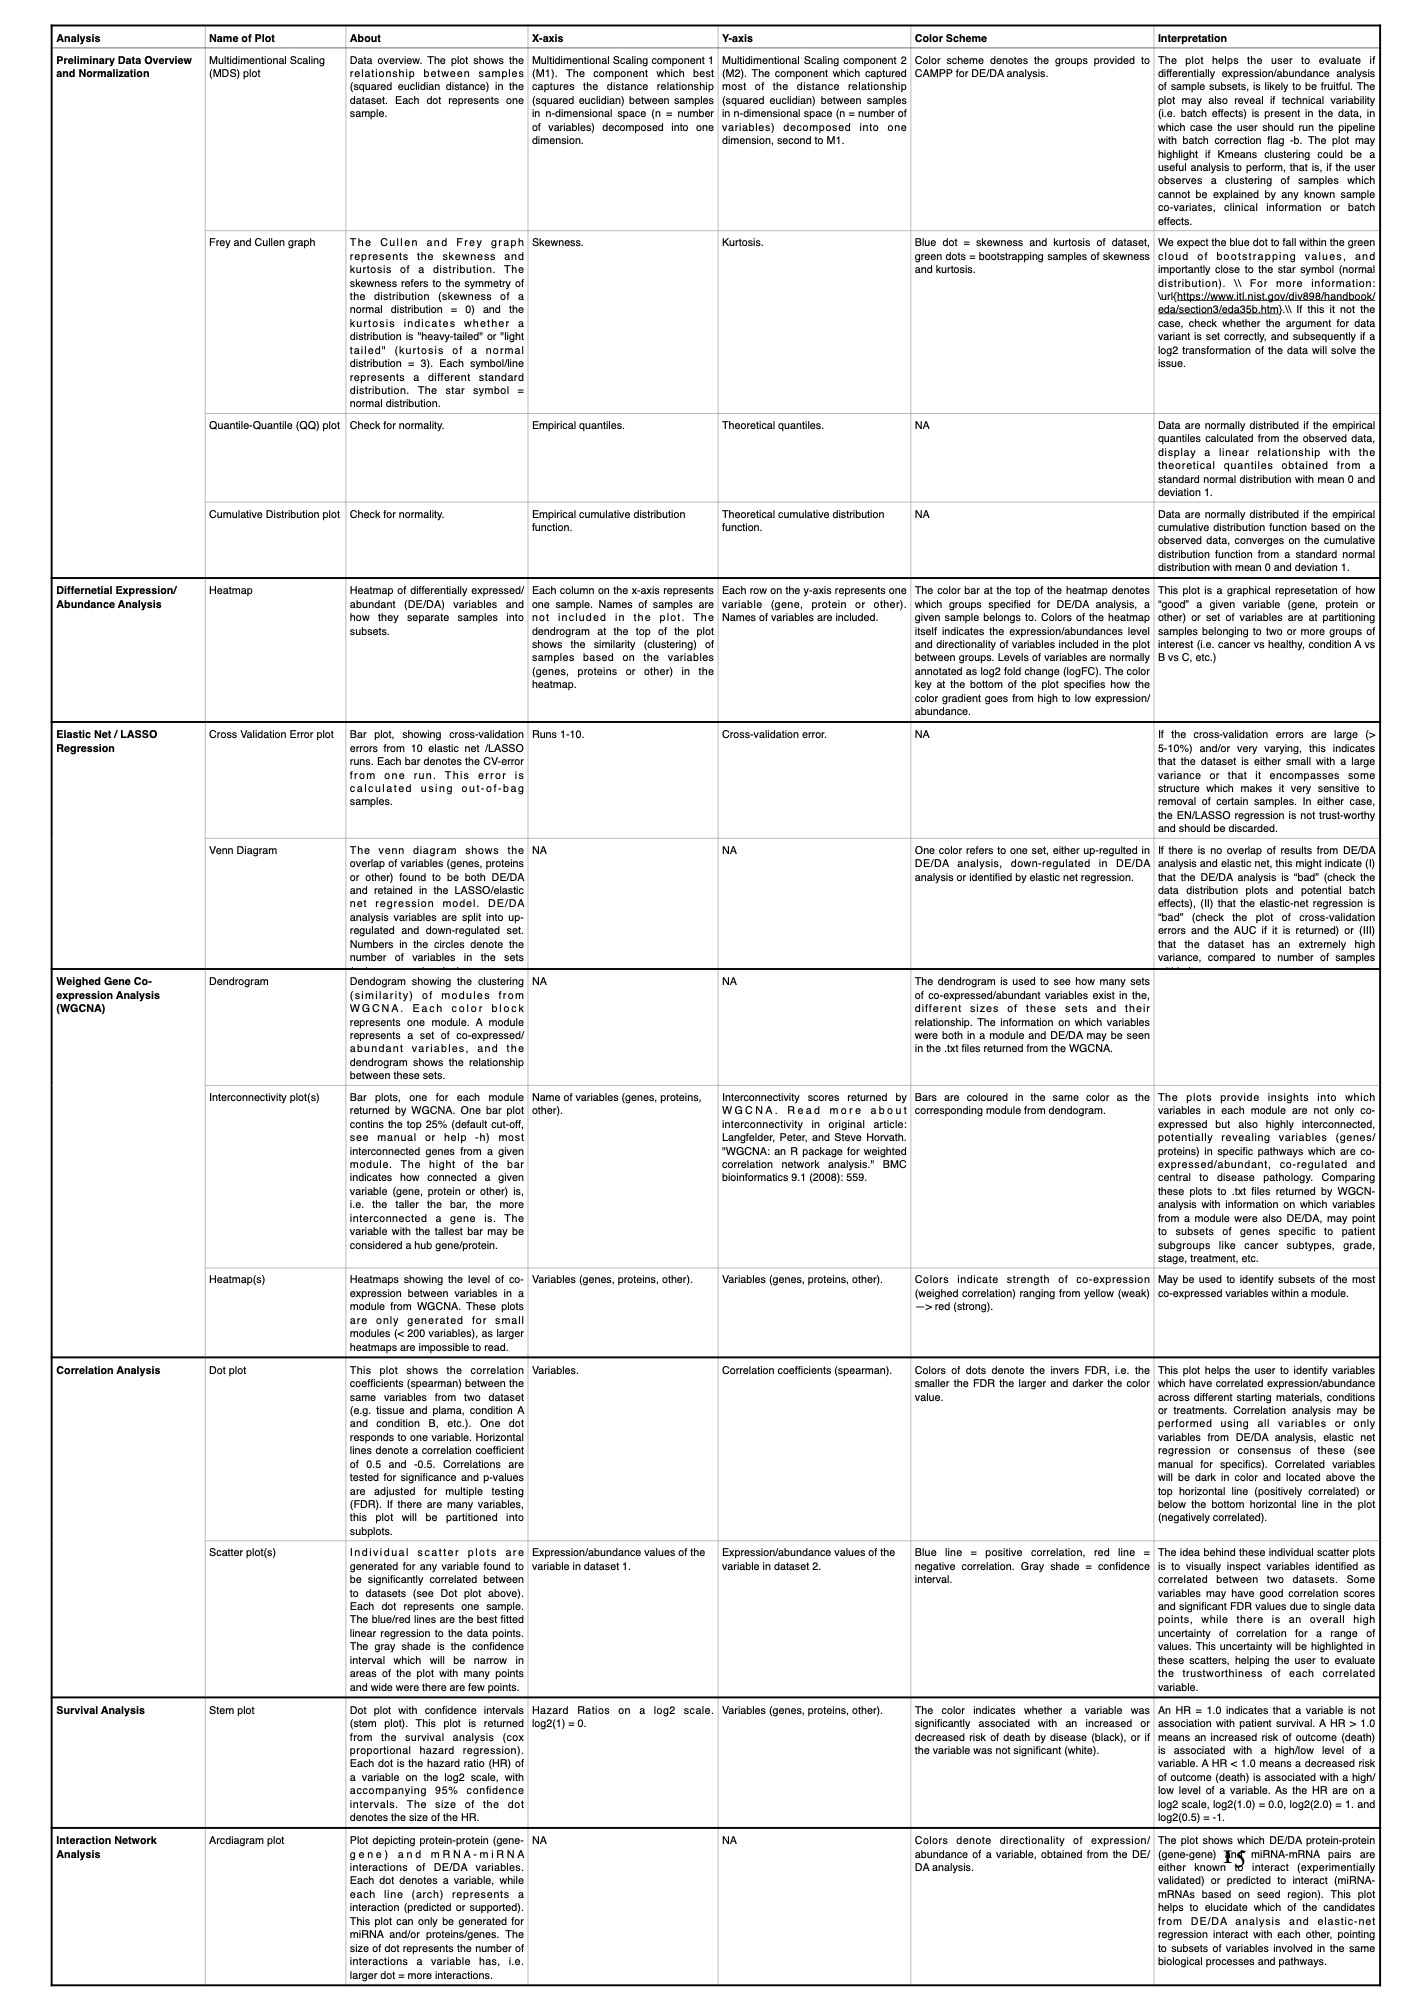 Analysis Name of Plot About X-axis Y-axis Color Scheme Interpretation
Preliminary Data Overview
and Normalization
Multidimensional Scaling
(MDS) plot
Data overview. The plot shows the
relationship between samples
(squared euclidian distance) in the
dataset. Each dot represents one
sample.
Multidimensional Scaling component 1
(M1). The component which best
captures the distance relationship
(squared euclidian) between samples
in n-dimensional space (n = number
of variables) decomposed into one
dimension.
Multidimensional Scaling component 2
(M2). The component which captured
most of the distance relationship
(squared euclidian) between samples
in n-dimensional space (n = number of
variables) decomposed into one
dimension, second to M1.
Color scheme denotes the groups provided to
CAMPP for DE/DA analysis.
The plot helps the user to evaluate if
differentially expression/abundance analysis
of sample subsets, is likely to be fruitful. The
plot may also reveal if technical variability
(i.e. batch effects) is present in the data, in
which case the user should run the pipeline
with batch correction flag -b. The plot may
highlight if Kmeans clustering could be a
useful analysis to perform, that is, if the user
observes a clustering of samples which
cannot be explained by any known sample
co-variates, clinical information or batch
effects.
Frey and Cullen graph
The Cullen and Frey graph
represents the skewness and
kurtosis of a distribution. The
skewness refers to the symmetry of
the distribution (skewness of a
normal distribution = 0) and the
kurtosis indicates whether a
distribution is "heavy-tailed" or "light
tailed" (kurtosis of a normal
distribution = 3). Each symbol/line
represents a different standard
distribution. The star symbol =
normal distribution.
Skewness.
Kurtosis.
Blue dot = skewness and kurtosis of dataset,
green dots = bootstrapping samples of skewness
and kurtosis.
We expect the blue dot to fall within the green
cloud of bootstrapping values, and
importantly close to the star symbol (normal
distribution). \\ For more information:
\url{https://www.itl.nist.gov/div898/handbook/
eda/section3/eda35b.htm}.\\ If this it not the
case, check whether the argument for data
variant is set correctly, and subsequently if a
log2 transformation of the data will solve the
issue.
Quantile-Quantile (QQ) plot
Check for normality.
Empirical quantiles.
Theoretical quantiles.
NA
Data are normally distributed if the empirical
quantiles calculated from the observed data,
display a linear relationship with the
theoretical quantiles obtained from a
standard normal distribution with mean 0 and
deviation 1.
Cumulative Distribution plot
Check for normality.
Empirical cumulative distribution
function.
Theoretical cumulative distribution
function.
NA
Data are normally distributed if the empirical
cumulative distribution function based on the
observed data, converges on the cumulative
distribution function from a standard normal
distribution with mean 0 and deviation 1.
Differnetial Expression/
Abundance Analysis
Heatmap
Heatmap of differentially expressed/
abundant (DE/DA) variables and
how they separate samples into
subsets.
Each column on the x-axis represents
one sample. Names of samples are
not included in the plot. The
dendrogram at the top of the plot
shows the similarity (clustering) of
samples based on the variables
(genes, proteins or other) in the
heatmap.
Each row on the y-axis represents one
variable (gene, protein or other).
Names of variables are included.
The color bar at the top of the heatmap denotes
which groups specified for DE/DA analysis, a
given sample belongs to. Colors of the heatmap
itself indicates the expression/abundances level
and directionality of variables included in the plot
between groups. Levels of variables are normally
annotated as log2 fold change (logFC). The color
key at the bottom of the plot specifies how the
color gradient goes from high to low expression/
abundance.
This plot is a graphical representation of how
“good” a given variable (gene, protein or
other) or set of variables are at partitioning
samples belonging to two or more groups of
interest (i.e. cancer vs healthy, condition A vs
B vs C, etc.)
Elastic Net / LASSO
Regression
Cross Validation Error plot
Bar plot, showing cross-validation
errors from 10 elastic net /LASSO
runs. Each bar denotes the CV-error
from one run. This error is
calculated using out-of-bag
samples.
Runs 1-10.
Cross-validation error.
NA
If the cross-validation errors are large (>
5-10%) and/or very varying, this indicates
that the dataset is either small with a large
variance or that it encompasses some
structure which makes it very sensitive to
removal of certain samples. In either case,
the EN/LASSO regression is not trust-worthy
and should be discarded.
Venn Diagram
The venn diagram shows the
overlap of variables (genes, proteins
or other) found to be both DE/DA
and retained in the LASSO/elastic
net regression model. DE/DA
analysis variables are split into up-
regulated and down-regulated set.
Numbers in the circles denote the
number of variables in the sets
NA
NA
One color refers to one set, either up-regulted in
DE/DA analysis, down-regulated in DE/DA
analysis or identified by elastic net regression.
If there is no overlap of results from DE/DA
analysis and elastic net, this might indicate (I)
that the DE/DA analysis is “bad” (check the
data distribution plots and potential batch
effects), (II) that the elastic-net regression is
“bad” (check the plot of cross-validation
errors and the AUC if it is returned) or (III)
that the dataset has an extremely high
variance, compared to number of samples
Weighed Gene Co-
expression Analysis
(WGCNA)
Dendrogram
Dendogram showing the clustering
(similarity) of modules from
WGCNA. Each color block
represents one module. A module
represents a set of co-expressed/
abundant variables, and the
dendrogram shows the relationship
between these sets.
NA
NA
The dendrogram is used to see how many sets
of co-expressed/abundant variables exist in the,
different sizes of these sets and their
relationship. The information on which variables
were both in a module and DE/DA may be seen
in the .txt files returned from the WGCNA.
Interconnectivity plot(s)
Bar plots, one for each module
returned by WGCNA. One bar plot
contins the top 25% (default cut-off,
see manual or help -h) most
interconnected genes from a given
module. The hight of the bar
indicates how connected a given
variable (gene, protein or other) is,
i.e. the taller the bar, the more
interconnected a gene is. The
variable with the tallest bar may be
considered a hub gene/protein.
Name of variables (genes, proteins,
other).
Interconnectivity scores returned by
WGCNA. Read more about
interconnectivity in original article:
Langfelder, Peter, and Steve Horvath.
"WGCNA: an R package for weighted
correlation network analysis." BMC
bioinformatics 9.1 (2008): 559.
Bars are coloured in the same color as the
corresponding module from dendogram.
The plots provide insights into which
variables in each module are not only co-
expressed but also highly interconnected,
potentially revealing variables (genes/
proteins) in specific pathways which are co-
expressed/abundant, co-regulated and
central to disease pathology. Comparing
these plots to .txt files returned by WGCN-
analysis with information on which variables
from a module were also DE/DA, may point
to subsets of genes specific to patient
subgroups like cancer subtypes, grade,
stage, treatment, etc.
Heatmap(s)
Heatmaps showing the level of co-
expression between variables in a
module from WGCNA. These plots
are only generated for small
modules (< 200 variables), as larger
heatmaps are impossible to read.
Variables (genes, proteins, other).
Variables (genes, proteins, other).
Colors indicate strength of co-expression
(weighed correlation) ranging from yellow (weak)
—> red (strong).
May be used to identify subsets of the most
co-expressed variables within a module.
Correlation Analysis
Dot plot
This plot shows the correlation
coefficients (spearman) between the
same variables from two dataset
(e.g. tissue and plama, condition A
and condition B, etc.). One dot
responds to one variable. Horizontal
lines denote a correlation coefficient
of 0.5 and -0.5. Correlations are
tested for significance and p-values
are adjusted for multiple testing
(FDR). If there are many variables,
this plot will be partitioned into
subplots.
Variables.
Correlation coefficients (spearman).
Colors of dots denote the invers FDR, i.e. the
smaller the FDR the larger and darker the color
value.
This plot helps the user to identify variables
which have correlated expression/abundance
across different starting materials, conditions
or treatments. Correlation analysis may be
performed using all variables or only
variables from DE/DA analysis, elastic net
regression or consensus of these (see
manual for specifics). Correlated variables
will be dark in color and located above the
top horizontal line (positively correlated) or
below the bottom horizontal line in the plot
(negatively correlated).
Scatter plot(s)
Individual scatter plots are
generated for any variable found to
be significantly correlated between
to datasets (see Dot plot above).
Each dot represents one sample.
The blue/red lines are the best fitted
linear regression to the data points.
The gray shade is the confidence
interval which will be narrow in
areas of the plot with many points
and wide were there are few points.
Expression/abundance values of the
variable in dataset 1.
Expression/abundance values of the
variable in dataset 2.
Blue line = positive correlation, red line =
negative correlation. Gray shade = confidence
interval.
The idea behind these individual scatter plots
is to visually inspect variables identified as
correlated between two datasets. Some
variables may have good correlation scores
and significant FDR values due to single data
points, while there is an overall high
uncertainty of correlation for a range of
values. This uncertainty will be highlighted in
these scatters, helping the user to evaluate
the trustworthiness of each correlated
variable.
Survival Analysis
Stem plot
Dot plot with confidence intervals
(stem plot). This plot is returned
from the survival analysis (cox
proportional hazard regression).
Each dot is the hazard ratio (HR) of
a variable on the log2 scale, with
accompanying 95% confidence
intervals. The size of the dot
denotes the size of the HR.
Hazard Ratios on a log2 scale.
log2(1) = 0.
Variables (genes, proteins, other).
The color indicates whether a variable was
significantly associated with an increased or
decreased risk of death by disease (black), or if
the variable was not significant (white).
An HR = 1.0 indicates that a variable is not
association with patient survival. A HR > 1.0
means an increased risk of outcome (death)
is associated with a high/low level of a
variable. A HR < 1.0 means a decreased risk
of outcome (death) is associated with a high/
low level of a variable. As the HR are on a
log2 scale, log2(1.0) = 0.0, log2(2.0) = 1. and
log2(0.5) = -1.
Interaction Network
Analysis
Arcdiagram plot
Plot depicting protein-protein (gene-
gene) and mRNA-miRNA
interactions of DE/DA variables.
Each dot denotes a variable, while
each line (arch) represents a
interaction (predicted or supported).
This plot can only be generated for
miRNA and/or proteins/genes. The
size of dot represents the number of
interactions a variable has, i.e.
larger dot = more interactions.
NA
NA
Colors denote directionality of expression/
abundance of a variable, obtained from the DE/
DA analysis.
The plot shows which DE/DA protein-protein
(gene-gene) and miRNA-mRNA pairs are
either known to interact (experimentially
validated) or predicted to interact (miRNA-
mRNAs based on seed region). This plot
helps to elucidate which of the candidates
from DE/DA analysis and elastic-net
regression interact with each other, pointing
to subsets of variables involved in the same
biological processes and pathways.
15